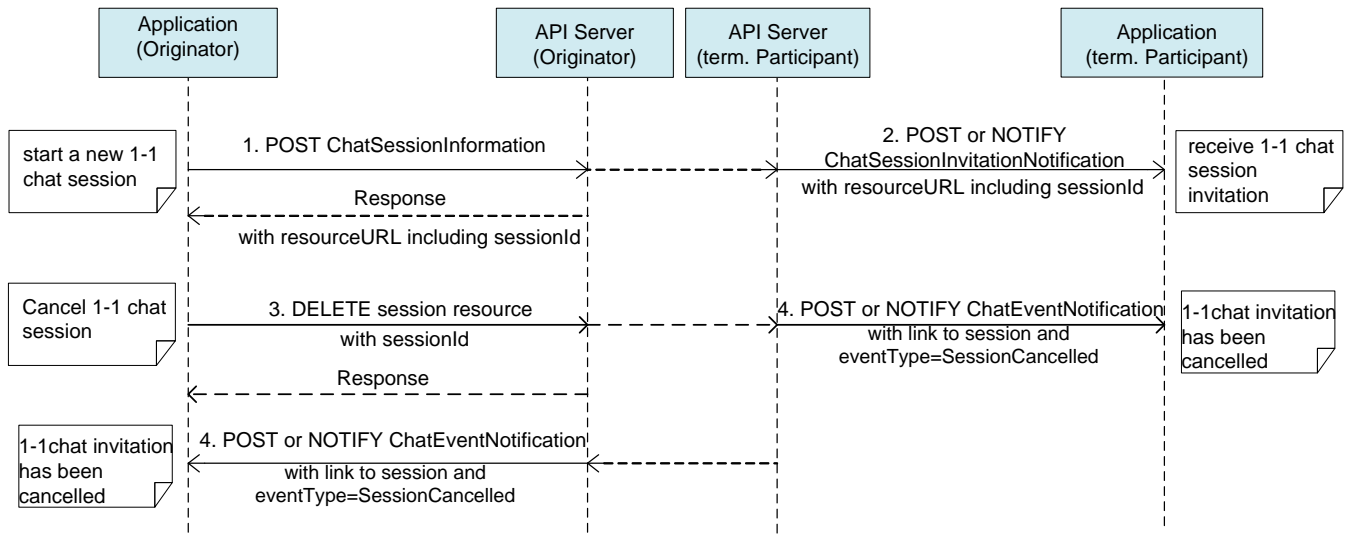 Application
(Originator)
API Server
(Originator)
API Server
(term. Participant)
Application
(term. Participant)
start a new 1-1
chat session
1. POST ChatSessionInformation
2. POST or NOTIFY
ChatSessionInvitationNotification
with resourceURL including sessionId
receive 1-1 chat
session
invitation
Response
with resourceURL including sessionId
Cancel 1-1 chat
session
3. DELETE session resource
with sessionId
4. POST or NOTIFY ChatEventNotification
with link to session and
eventType=SessionCancelled
1-1chat invitation
has been
cancelled
Response
1-1chat invitation
has been
cancelled
4. POST or NOTIFY ChatEventNotification
with link to session and
eventType=SessionCancelled